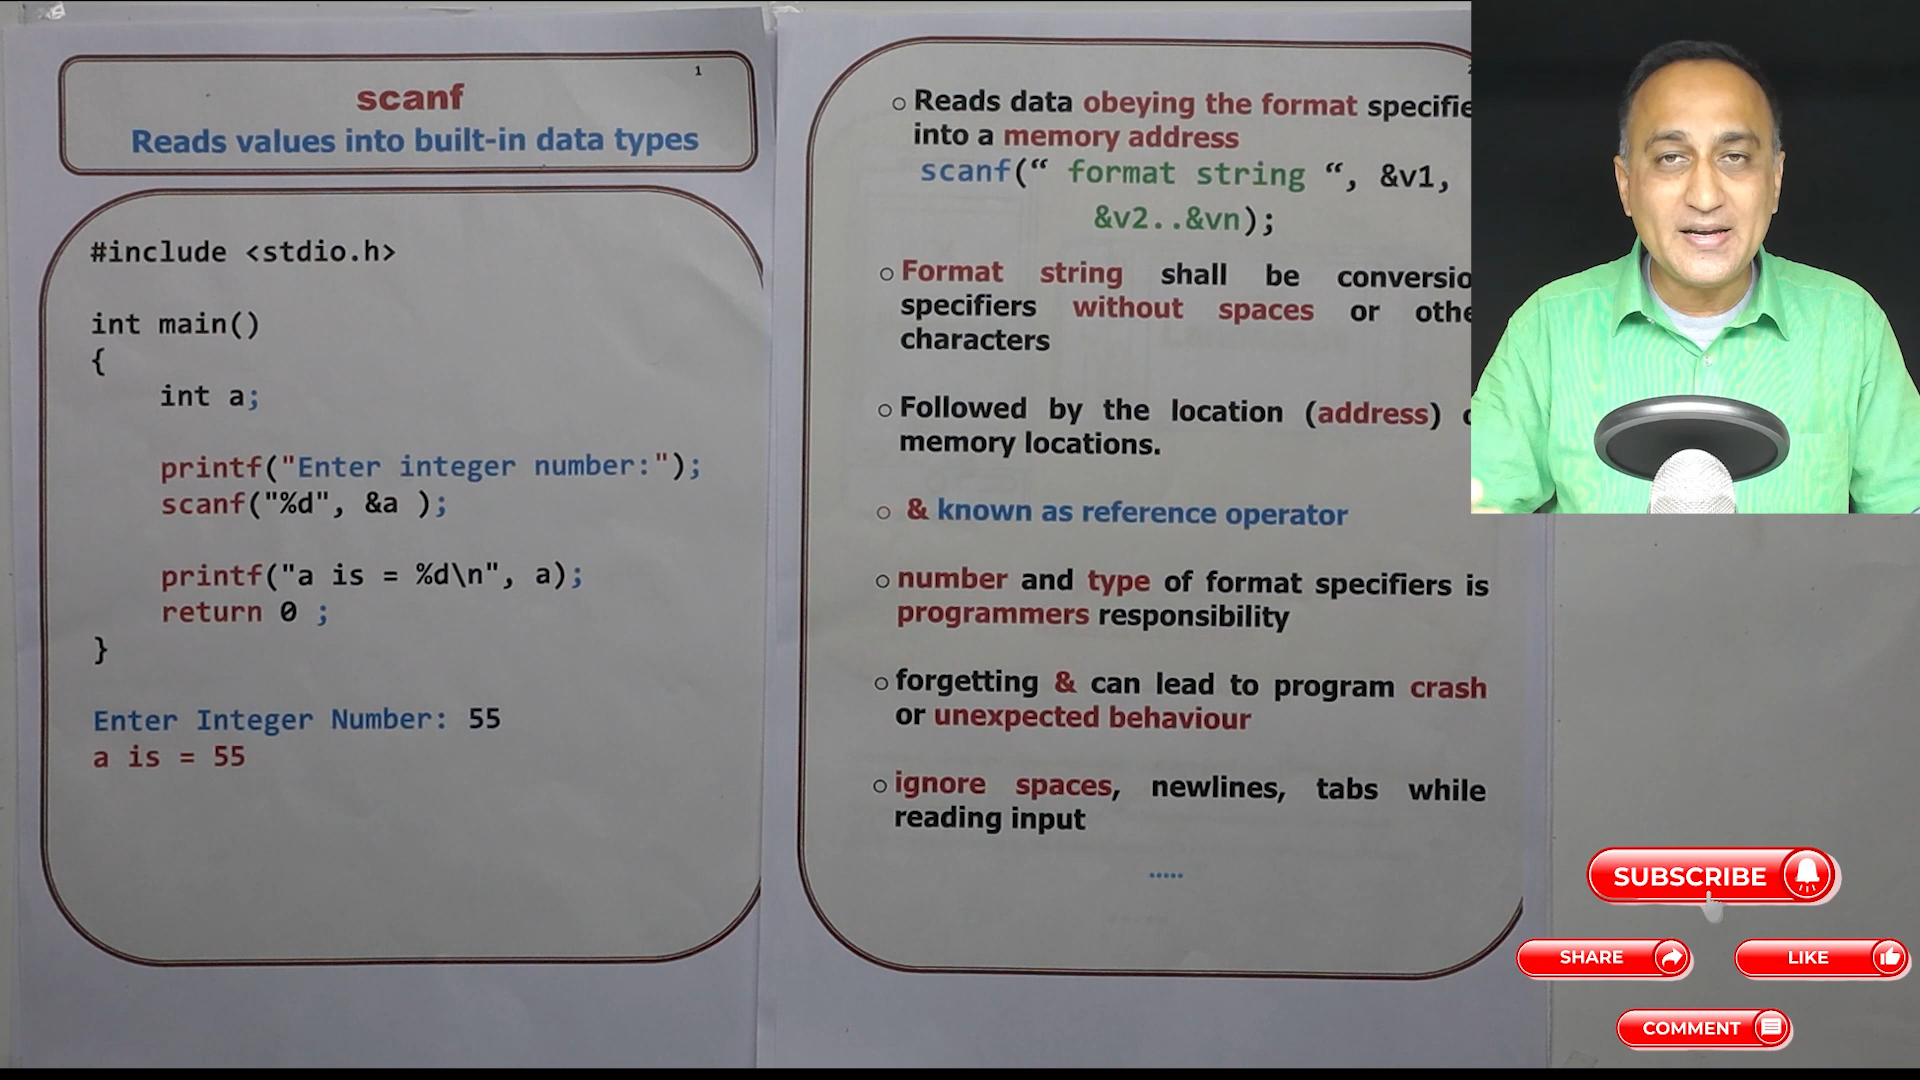 1
scanf
Reads values into built-in data types
#include <stdio.h>
int main()
{
int a;
printf("Enter integer number:");
scanf("%d", &a );
printf("a is = %d\n", a);
return 0 ;
}
Enter Integer Number: 55
a is = 55
Reads data obeying the format specifie
into a memory address
scanf(“ format string “, &v1,
&v2..&vn);
Format string shall be conversio
specifiers without spaces or othe
characters
Followed by the location (address)
memory locations.
& known as reference operator
number and type of format specifiers is
programmers responsibility
forgetting & can lead to program crash
or unexpected behaviour
ignore spaces, newlines, tabs while
reading input
.....
SUBSCRIBE
SHARE
LIKE
COMMENT